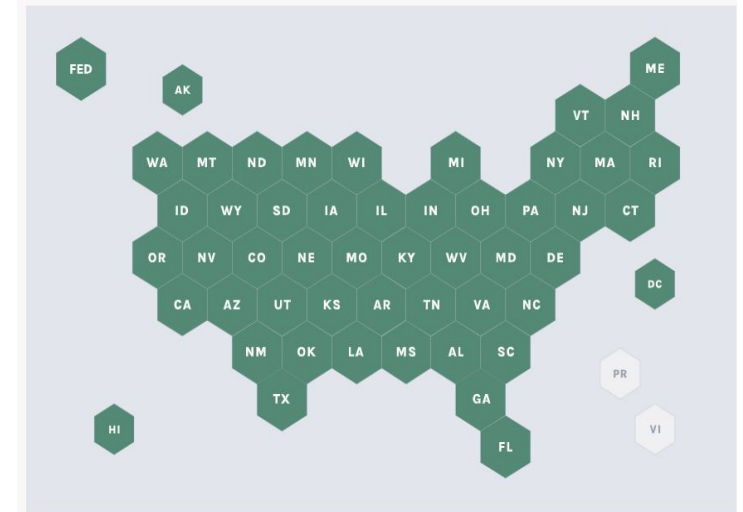 FED
ME
AK
VT NH
WA MT ND MN WI MI NY MA RI
ID WY SD IA IL IN OH PA NJ CT
OR NV CO NE MO KY WV MD DE
DC
CA AZ UT KS AR TN VA NC
NM OK LA MS AL SC
PR
TX GA
HI
VI
FL